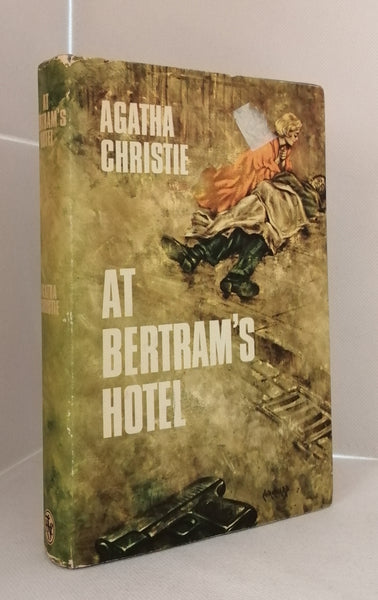 AGATHA
CHRISTIE
AT
BERTRAM'S
HOTEL
AT
BERTRAM'S
HOTEL
AGATHA
CHRISTIE